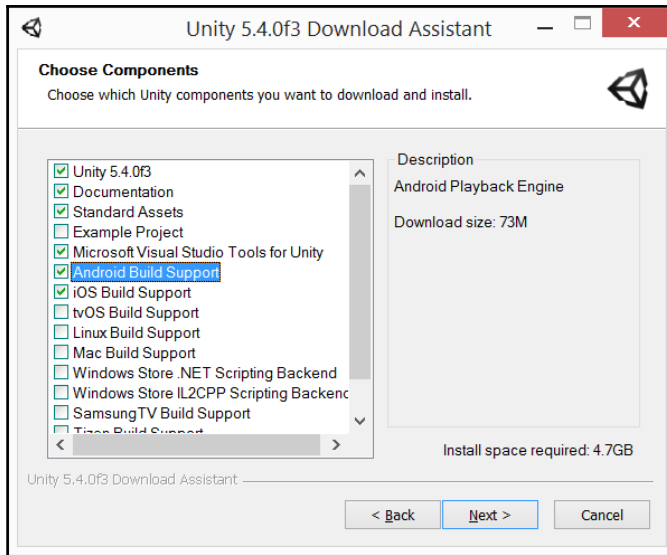 Unity 5.4.0f3 Download Assistant
Choose Components
Choose which Unity components you want to download and install.
Unity 5.4.0f3
Documentation
Standard Assets
Example Project
Microsoft Visual Studio Tools for Unity
Android Build Support
iOS Build Support
tvOS Build Support
Linux Build Support
Mac Build Support
Windows Store .NET Scripting Backend
Windows Store IL2CPP Scripting Backend
SamsungTV Build Support
Tizen Build Support
Description
Android Playback Engine
Download size: 73M
Install space required: 4.7GB
Unity 5.4.0f3 Download Assistant
< Back
Next >
Cancel